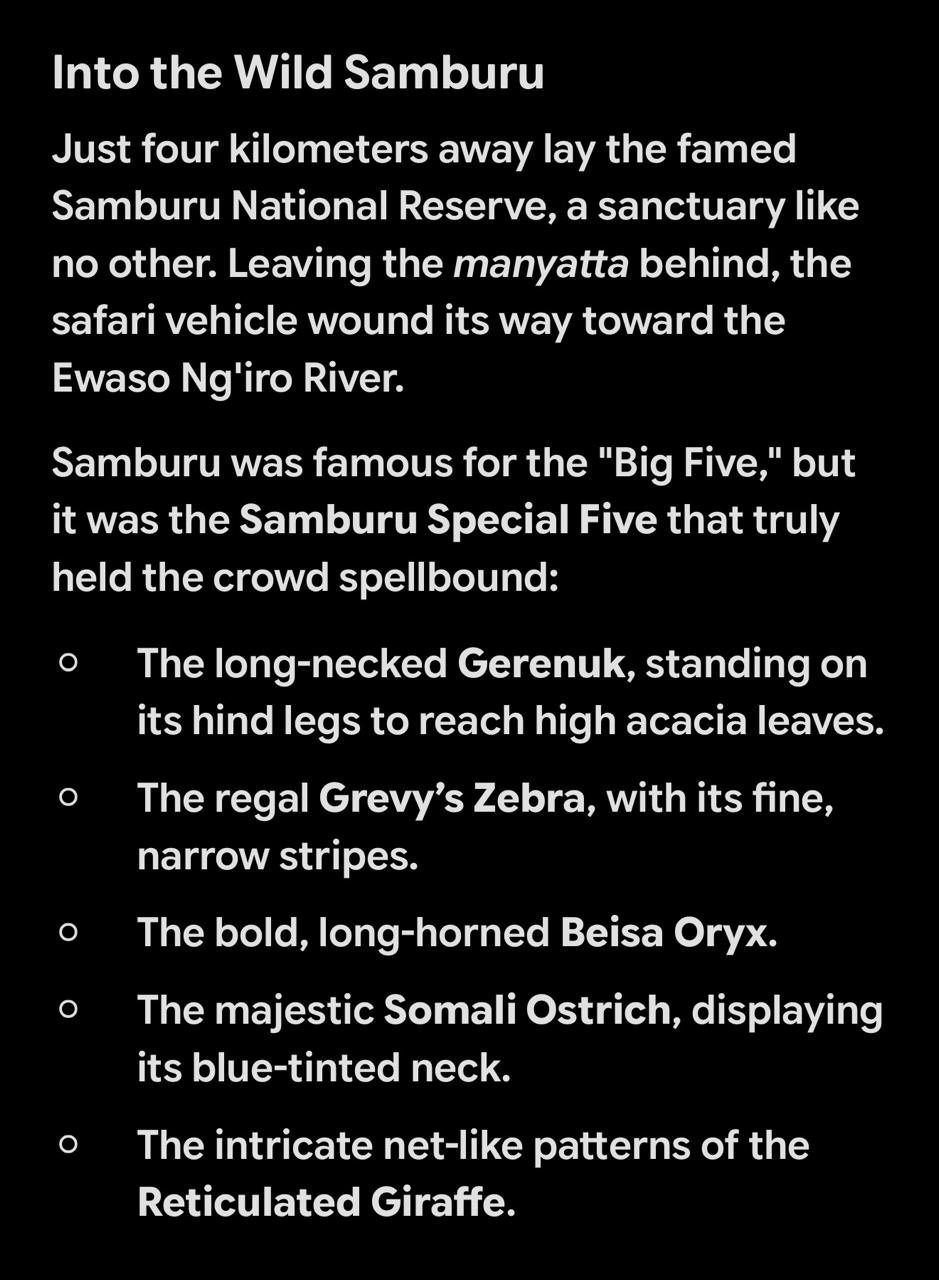 Into the Wild Samburu
Just four kilometers away lay the famed
Samburu National Reserve, a sanctuary like
no other. Leaving the manyatta behind, the
safari vehicle wound its way toward the
Ewaso Ng'iro River.
Samburu was famous for the "Big Five," but
it was the Samburu Special Five that truly
held the crowd spellbound:
The long-necked Gerenuk, standing on
its hind legs to reach high acacia leaves.
The regal Grevy’s Zebra, with its fine,
narrow stripes.
The bold, long-horned Beisa Oryx.
The majestic Somali Ostrich, displaying
its blue-tinted neck.
The intricate net-like patterns of the
Reticulated Giraffe.